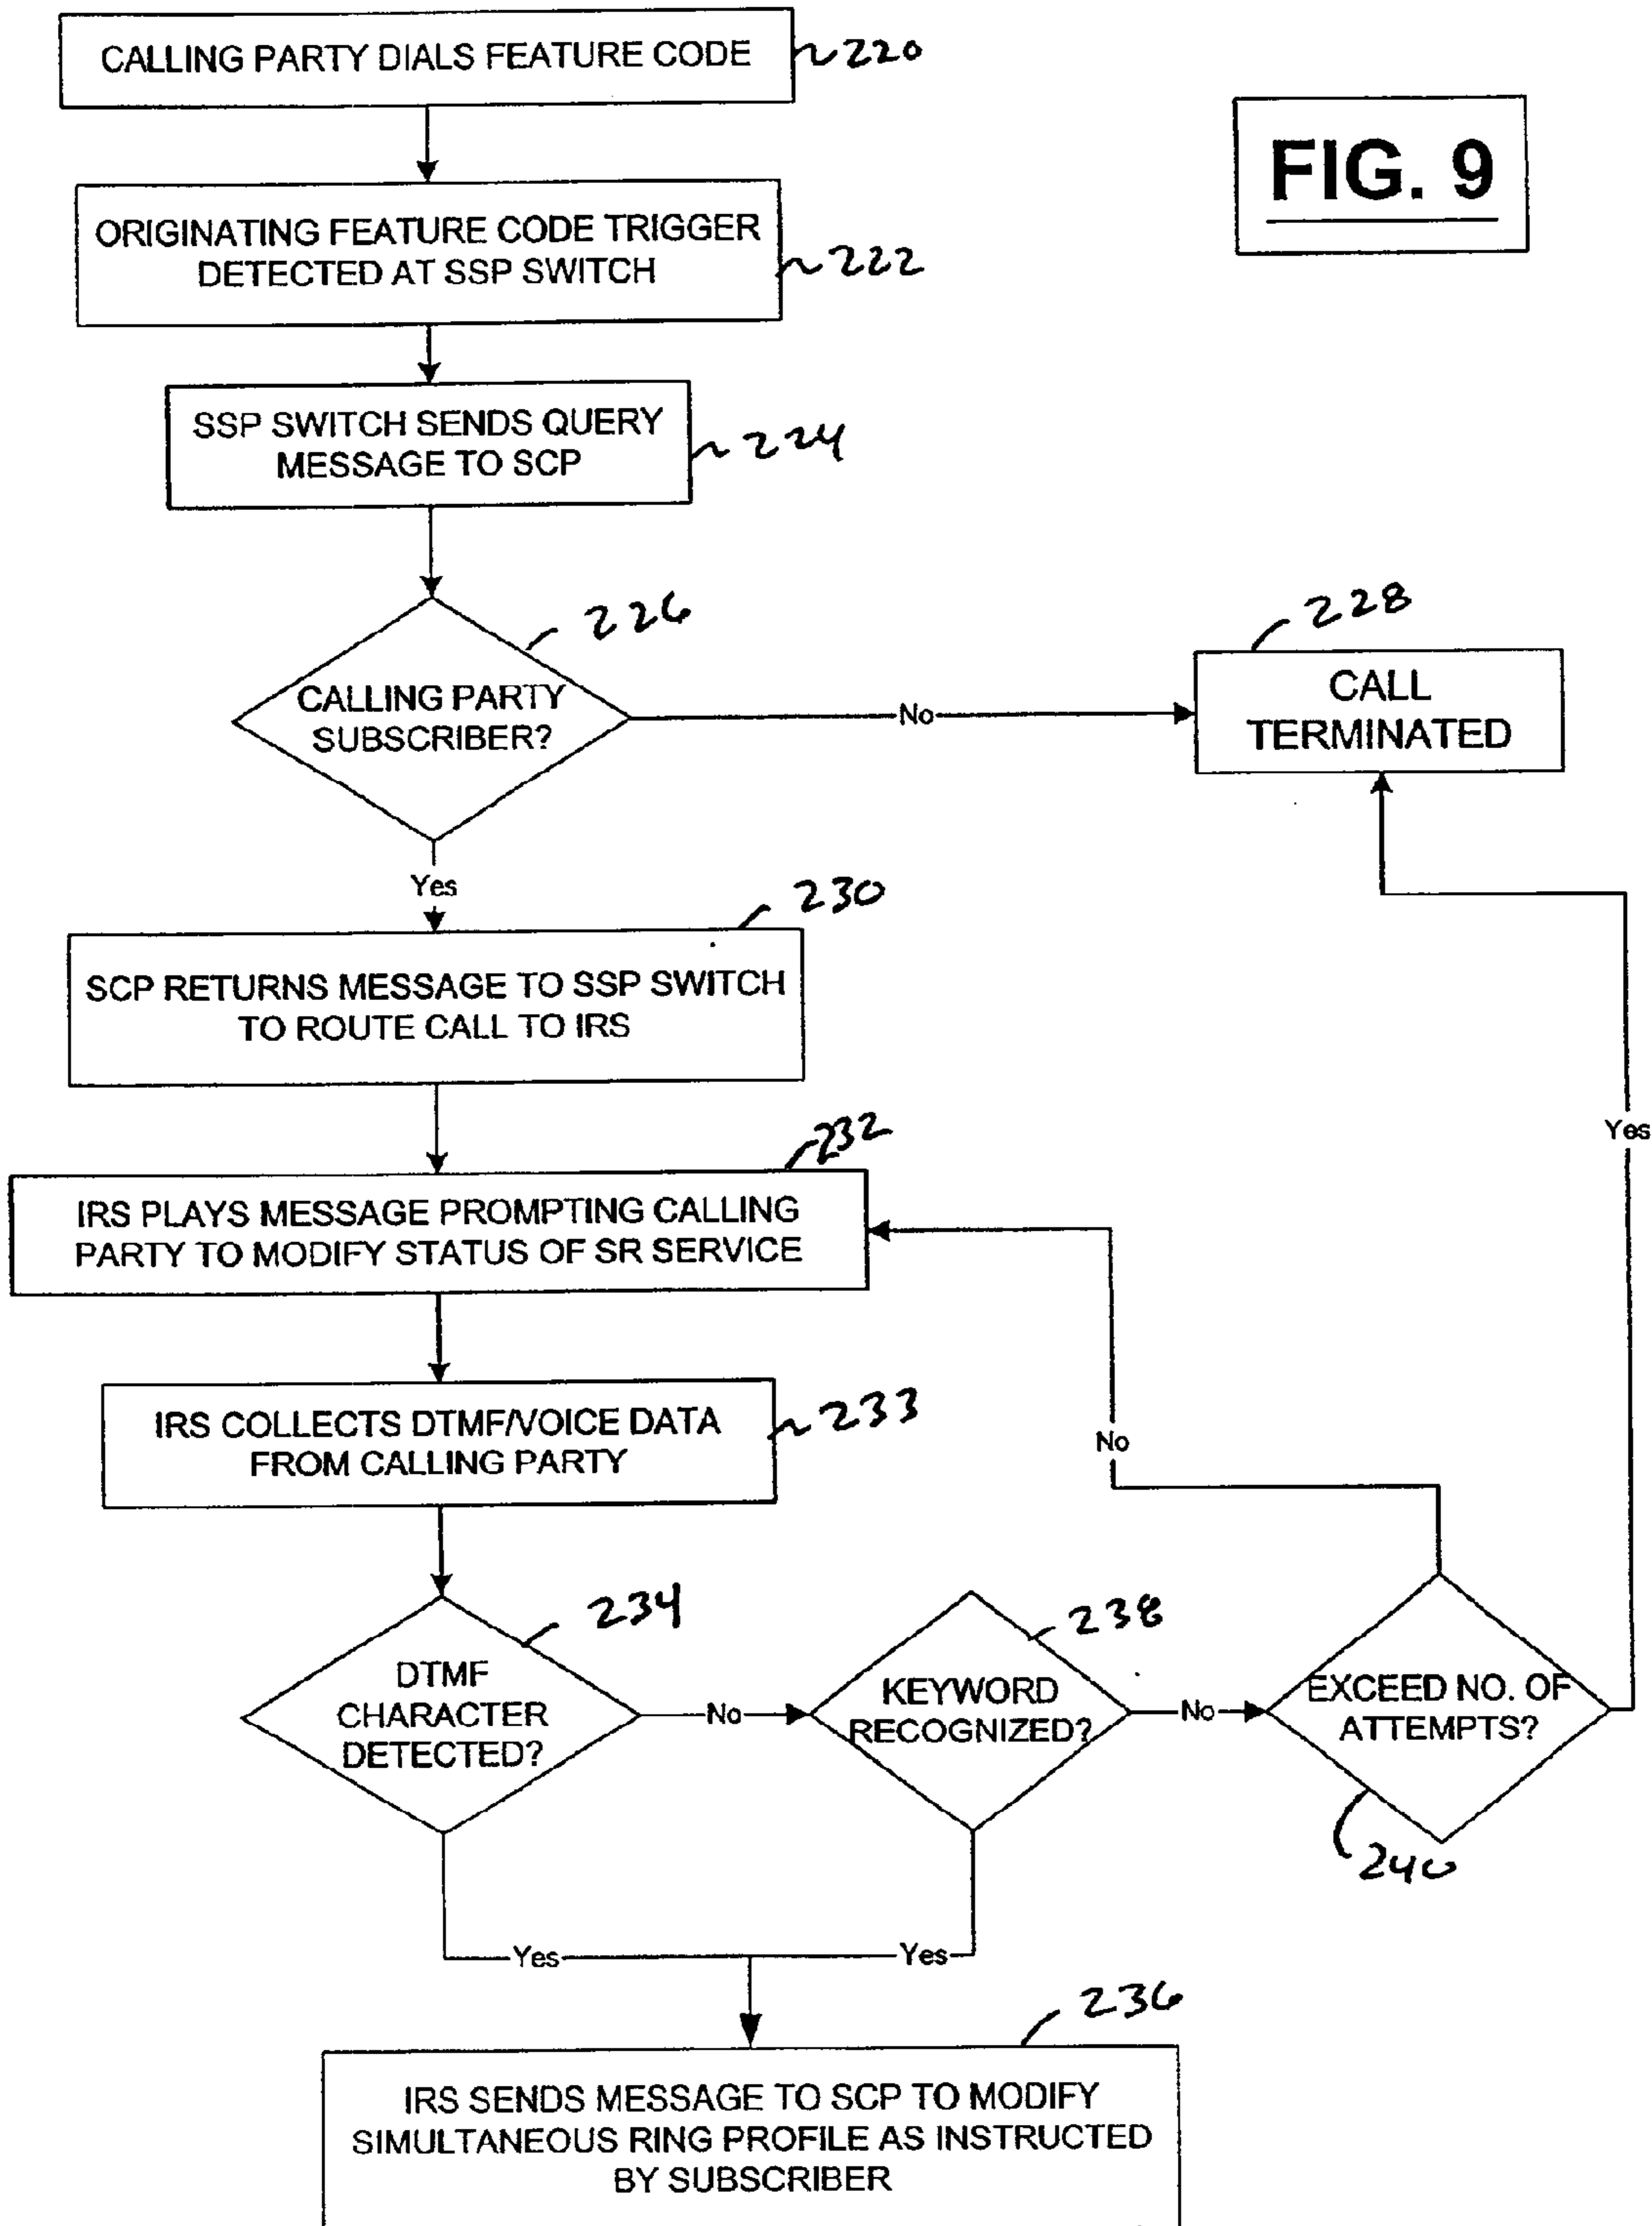 CALLING PARTY DIALS FEATURE CODE
220
FIG. 9
ORIGINATING FEATURE CODE TRIGGER
DETECTED AT SSP SWITCH
222
SSP SWITCH SENDS QUERY
MESSAGE TO SCP
224
226
CALLING PARTY
SUBSCRIBER?
No
228
CALL
TERMINATED
Yes
230
SCP RETURNS MESSAGE TO SSP SWITCH
TO ROUTE CALL TO IRS
Yes
232
IRS PLAYS MESSAGE PROMPTING CALLING
PARTY TO MODIFY STATUS OF SR SERVICE
IRS COLLECTS DTMF/VOICE DATA
FROM CALLING PARTY
233
No
234
DTMF
CHARACTER
DETECTED?
No
238
KEYWORD
RECOGNIZED?
No
EXCEED NO. OF
ATTEMPTS?
240
Yes
Yes
236
IRS SENDS MESSAGE TO SCP TO MODIFY
SIMULTANEOUS RING PROFILE AS INSTRUCTED
BY SUBSCRIBER